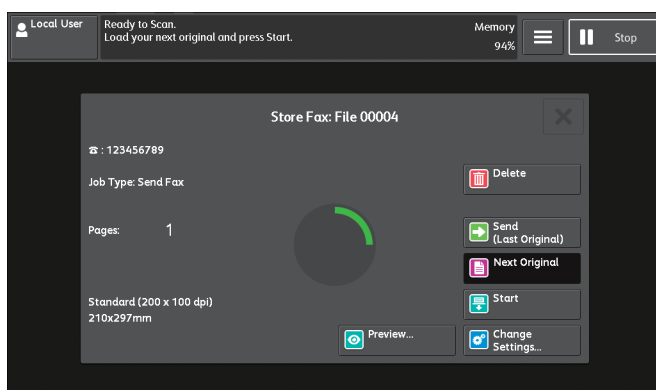 Local User
Ready to Scan.
Load your next original and press Start.
Memory
94%
Stop
Store Fax: File 00004
☎ : 123456789
Job Type: Send Fax
Delete
Pages: 1
Send
(Last Original)
Next Original
Standard (200 x 100 dpi)
210x297mm
Start
Preview...
Change
Settings...